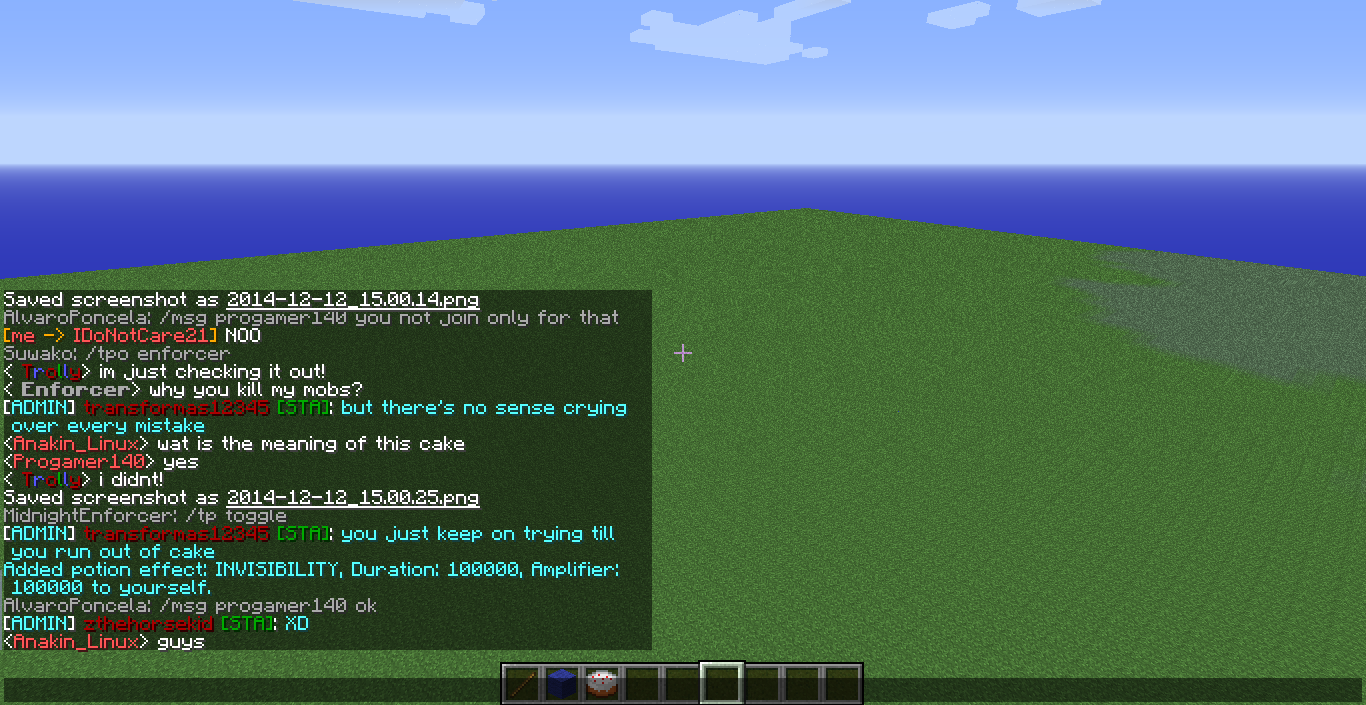 Saved screenshot as 2014-12-12_15.00.14.png
AlvaroPoncela: /msg progamer140 you not join only for that
[me -> IDoNotCare21] NOO
Suwako: /tpo enforcer
< Trolly> im just checking it out!
< Enforcer> why you kill my mobs?
[ADMIN] transformas12345 [STA]: but there's no sense crying
over every mistake
<Anakin_Linux> wat is the meaning of this cake
<Progamer140> yes
< Trolly> i didnt!
Saved screenshot as 2014-12-12_15.00.25.png
MidnightEnforcer: /tp toggle
[ADMIN] transformas12345 [STA]: you just keep on trying till
you run out of cake
Added potion effect: INVISIBILITY, Duration: 100000, Amplifier:
100000 to yourself.
AlvaroPoncela: /msg progamer140 ok
[ADMIN] zthehorsekid [STA]: XD
<Anakin_Linux> guys